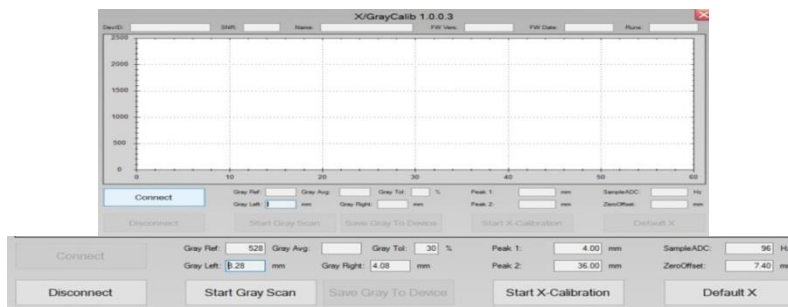 X/GrayCalib 1.0.0.3
DevID: SNR: Name: FW Vers: FW Date: Runs:
2500
2000
1500
1000
500
0
0 10 20 30 40 50 60
Connect Gray Ref: Gray Avg: Gray Tol: % Peak 1: mm SampleADC: Hz
Gray Left: mm Gray Right: mm Peak 2: mm ZeroOffset: mm
Disconnect Start Gray Scan Save Gray To Device Start X-Calibration Default X
Connect Gray Ref: 528 Gray Avg: Gray Tol: 30 % Peak 1: 4.00 mm SampleADC: 96 Hz
Gray Left: 8.28 mm Gray Right: 4.08 mm Peak 2: 36.00 mm ZeroOffset: 7.40 mm
Disconnect Start Gray Scan Save Gray To Device Start X-Calibration Default X